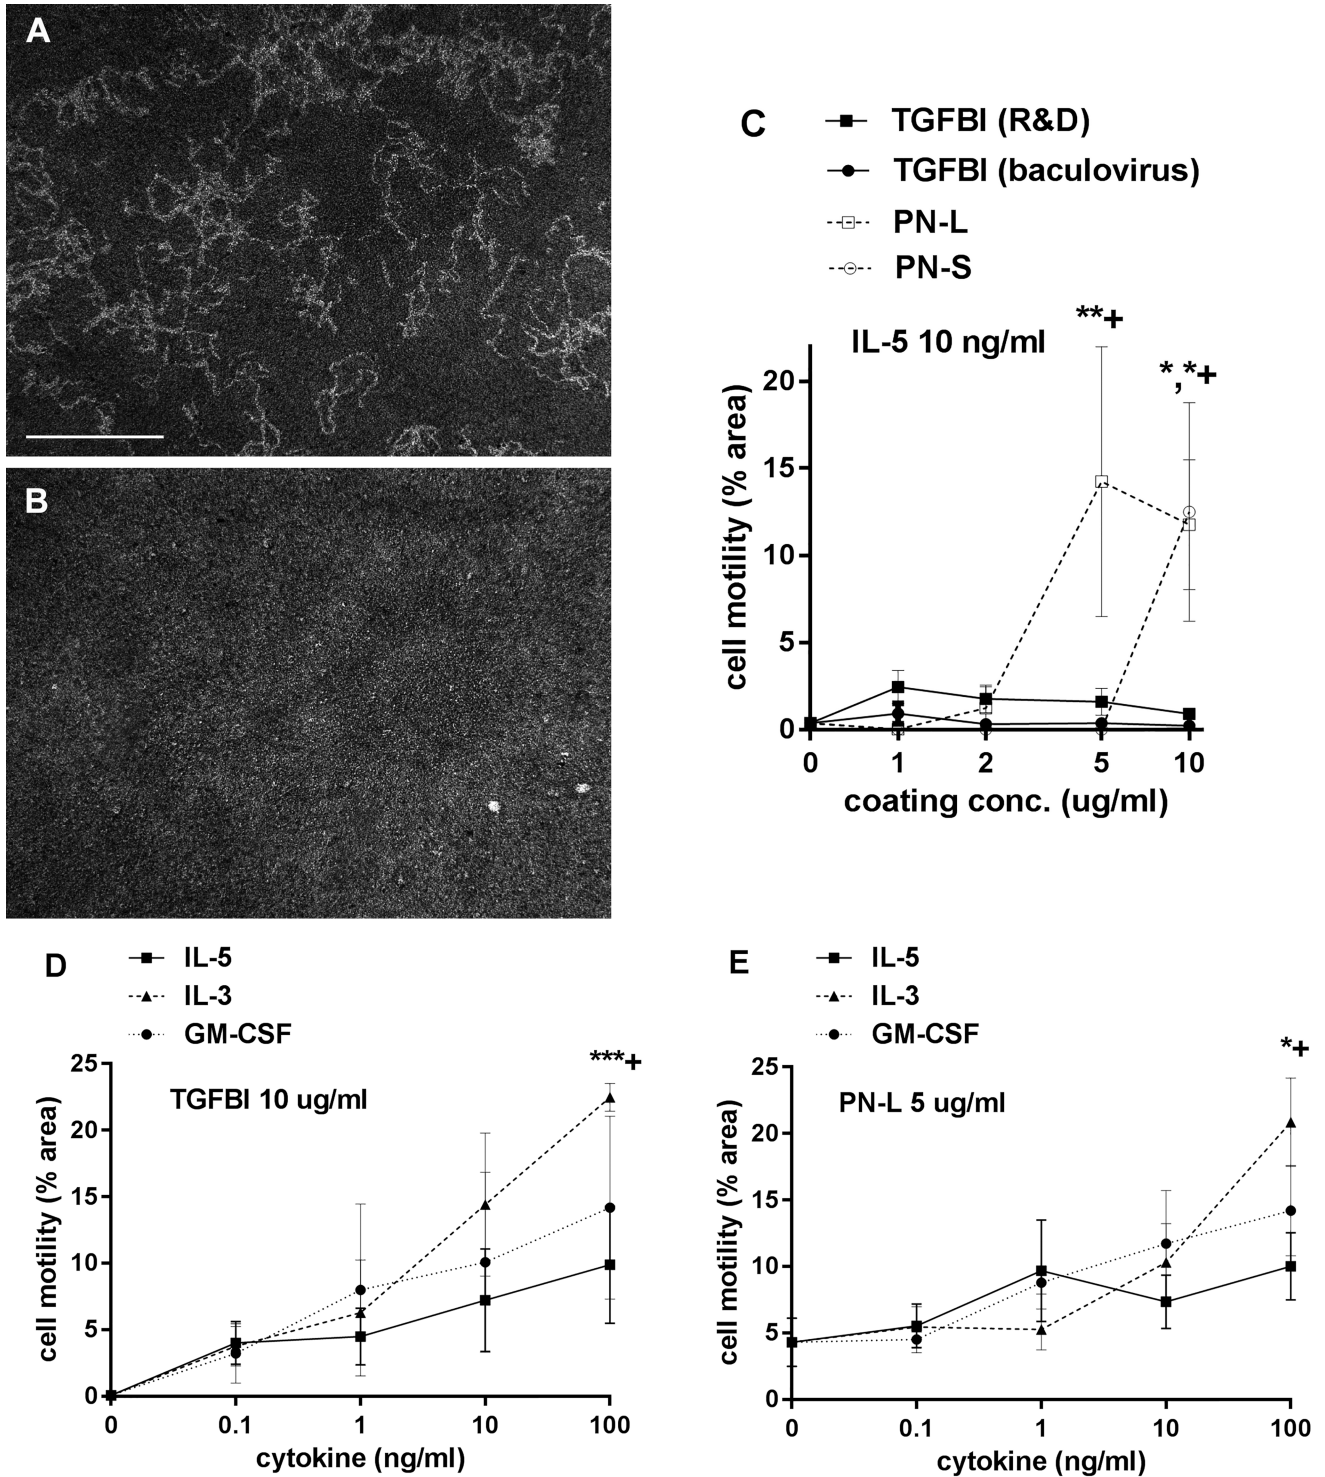 A
B
C
TGFBI (R&D)
TGFBI (baculovirus)
PN-L
PN-S
**+
IL-5 10 ng/ml
*,*+
20
15
10
5
0
cell motility (% area)
0 1 2 5 10
coating conc. (ug/ml)
D
IL-5
IL-3
GM-CSF
***+
TGFBI 10 ug/ml
25
20
15
10
5
0
cell motility (% area)
0 0.1 1 10 100
cytokine (ng/ml)
E
IL-5
IL-3
GM-CSF
*+
PN-L 5 ug/ml
25
20
15
10
5
0
cell motility (% area)
0 0.1 1 10 100
cytokine (ng/ml)